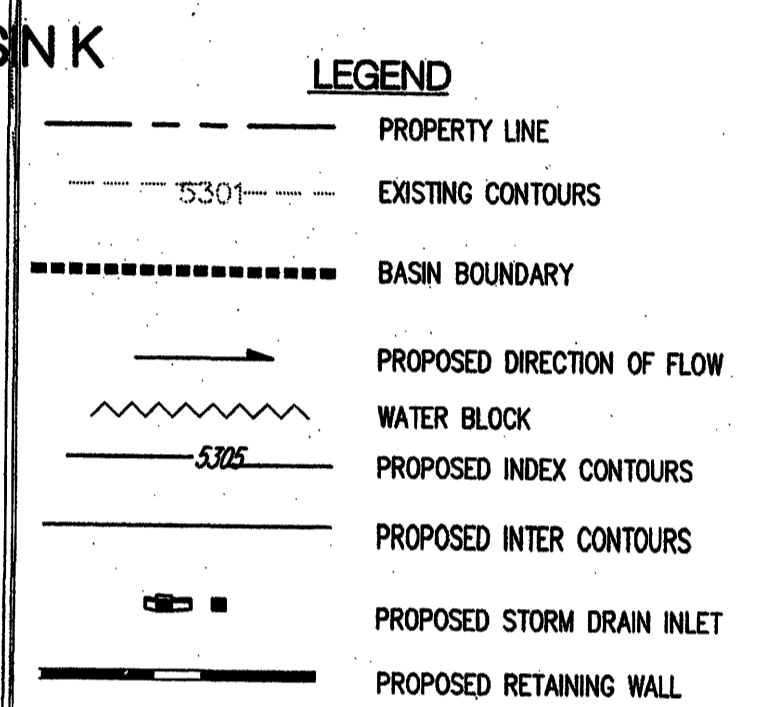 LEGEND
PROPERTY LINE
5301 EXISTING CONTOURS
BASIN BOUNDARY
PROPOSED DIRECTION OF FLOW
WATER BLOCK
5305 PROPOSED INDEX CONTOURS
PROPOSED INTER CONTOURS
PROPOSED STORM DRAIN INLET
PROPOSED RETAINING WALL